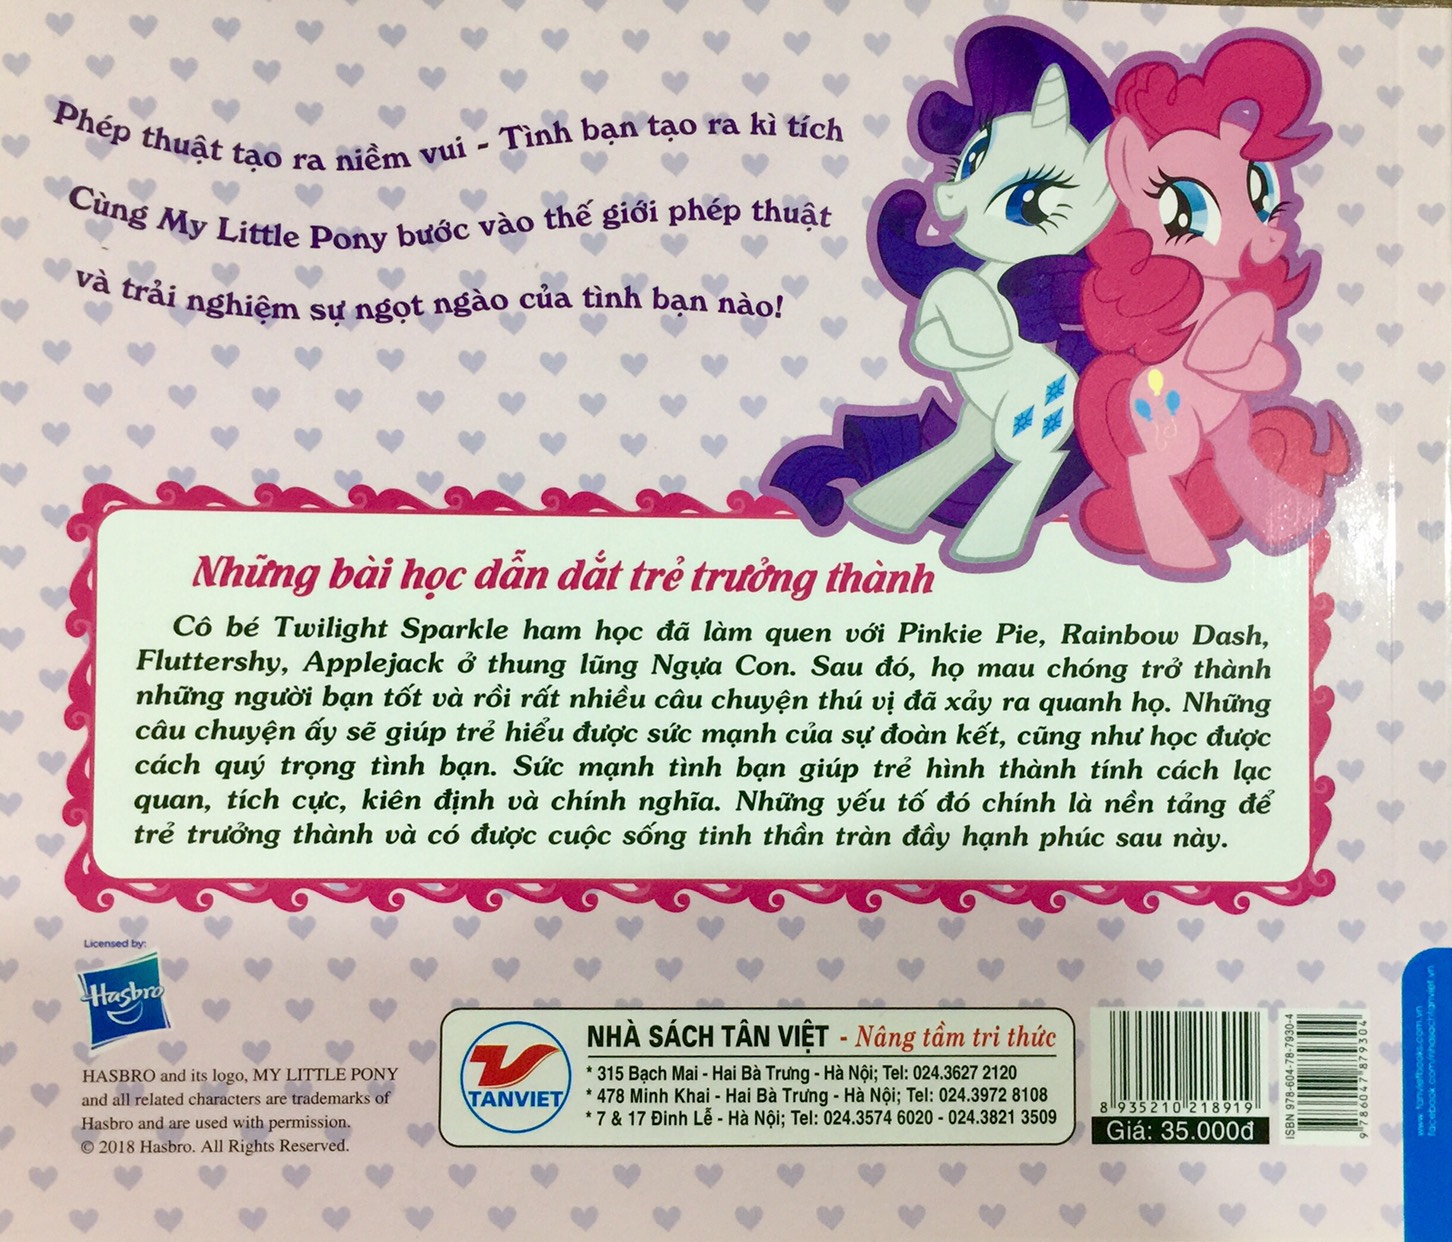 Phép thuật tạo ra niềm vui - Tình bạn tạo ra kì tích
Cùng My Little Pony bước vào thế giới phép thuật
và trải nghiệm sự ngọt ngào của tình bạn nào!
Những bài học dẫn dắt trẻ trưởng thành
Cô bé Twilight Sparkle ham học đã làm quen với Pinkie Pie, Rainbow Dash,
Fluttershy, Applejack ở thung lũng Ngựa Con. Sau đó, họ mau chóng trở thành
những người bạn tốt và rồi rất nhiều câu chuyện thú vị đã xảy ra quanh họ. Những
câu chuyện ấy sẽ giúp trẻ hiểu được sức mạnh của sự đoàn kết, cũng như học được
cách quý trọng tình bạn. Sức mạnh tình bạn giúp trẻ hình thành tính cách lạc
quan, tích cực, kiên định và chính nghĩa. Những yếu tố đó chính là nền tảng để
trẻ trưởng thành và có được cuộc sống tinh thần tràn đầy hạnh phúc sau này.
Licensed by:
Hasbro
HASBRO and its logo, MY LITTLE PONY
and all related characters are trademarks of
Hasbro and are used with permission.
© 2018 Hasbro. All Rights Reserved.
TANVIET
NHÀ SÁCH TÂN VIỆT - Nâng tầm tri thức
* 315 Bạch Mai - Hai Bà Trưng - Hà Nội; Tel: 024.3627 2120
* 478 Minh Khai - Hai Bà Trưng - Hà Nội; Tel: 024.3972 8108
* 7 & 17 Đinh Lễ - Hà Nội; Tel: 024.3574 6020 - 024.3821 3509
8 935210 218919
Giá: 35.000đ
ISBN 978-604-78-7930-4
9 786047 879304
www.tanvietbooks.com.vn
facebook.com/nhasachtanviet.vn